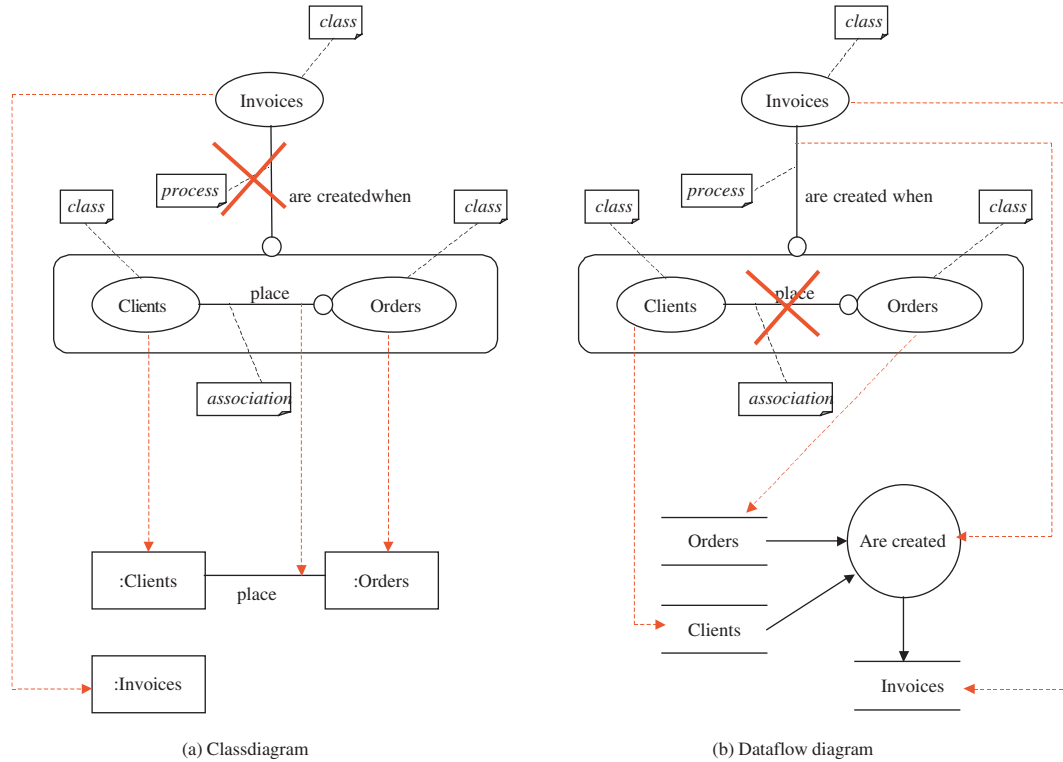 class
Invoices
process
are createdwhen
class
class
Clients
place
Orders
association
:Clients
place
:Orders
:Invoices
(a) Classdiagram
class
Invoices
process
are created when
class
class
Clients
place
Orders
association
Orders
Are created
Clients
Invoices
(b) Dataflow diagram